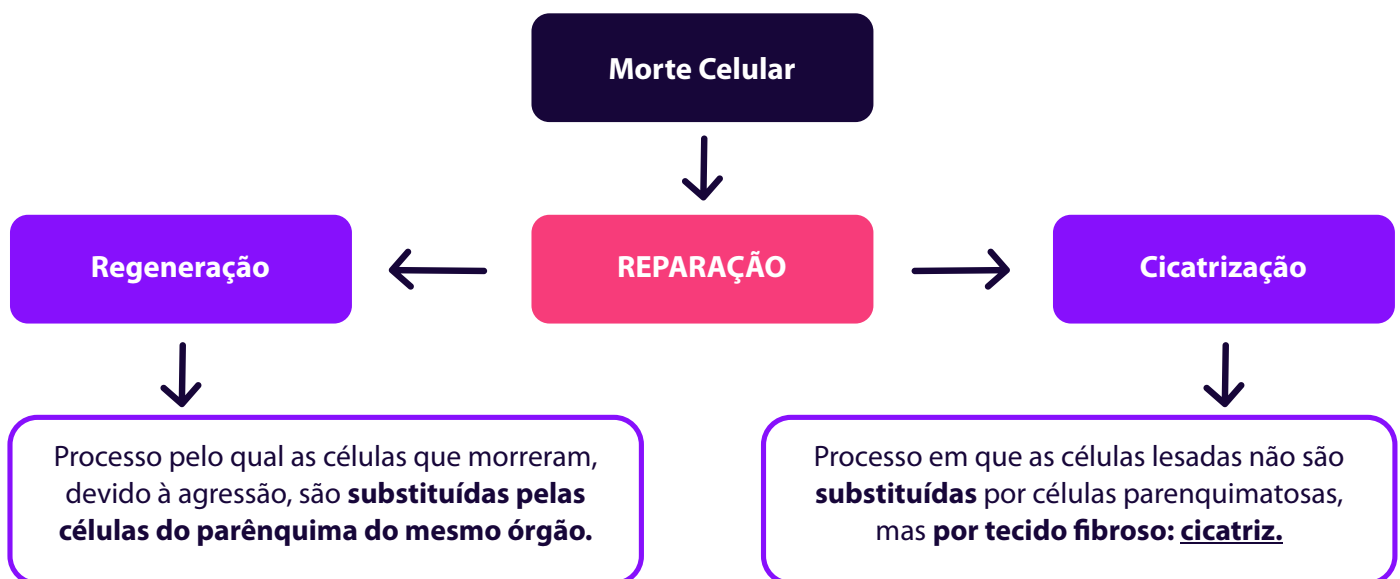 Morte Celular
Regeneração
REPARAÇÃO
Cicatrização
Processo pelo qual as células que morreram,
devido à agressão, são substituídas pelas
células do parênquima do mesmo órgão.
Processo em que as células lesadas não são
substituídas por células parenquimatosas,
mas por tecido fibroso: cicatriz.